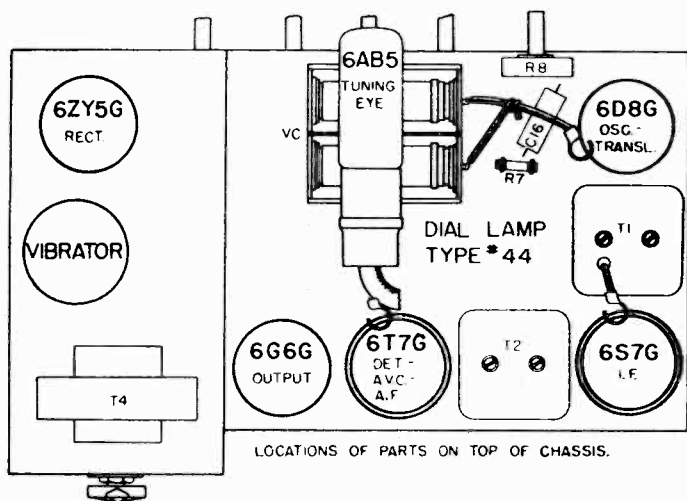 6AB5
TUNING
EYE
R8
6ZY5G
RECT.
VC
C16
6D8G
OSC.-
TRANSL.
R7
VIBRATOR
DIAL LAMP
TYPE #44
T1
T4
6G6G
OUTPUT
6T7G
DET-
A.V.C.-
A.F.
T2
6S7G
I.F.
LOCATIONS OF PARTS ON TOP OF CHASSIS.